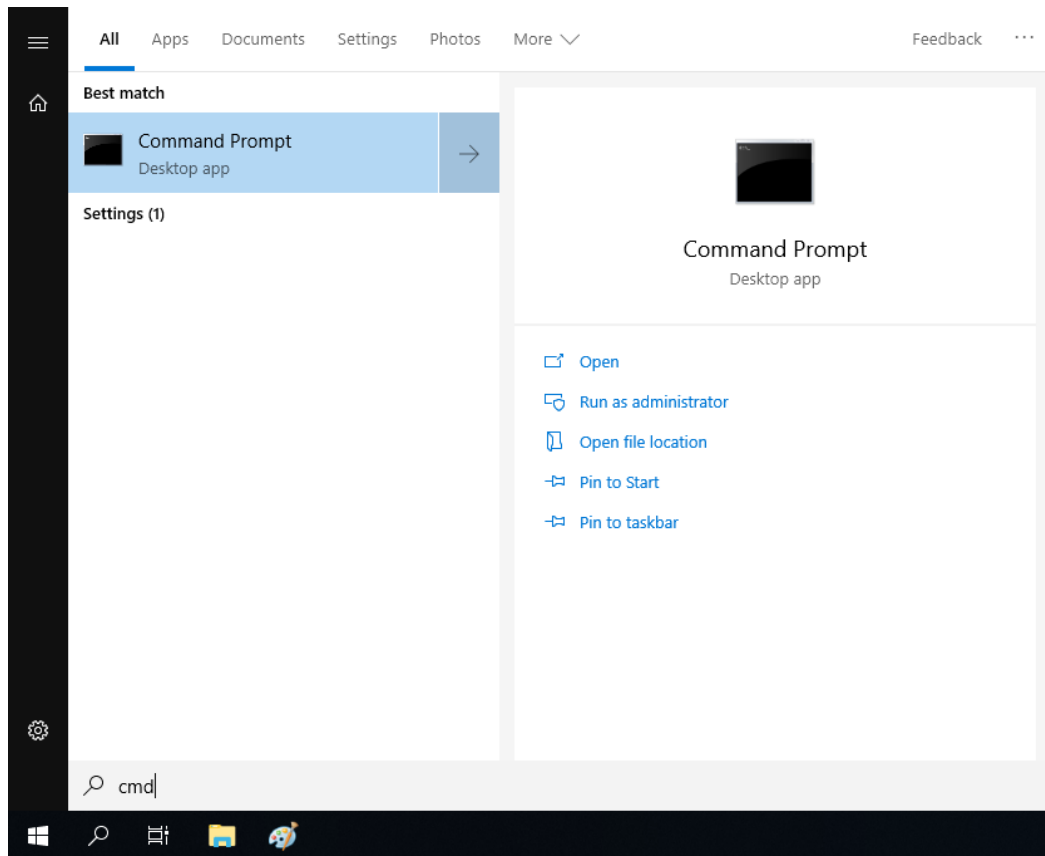 All Apps Documents Settings Photos More Feedback ...
Best match
Command Prompt
Desktop app
Settings (1)
Command Prompt
Desktop app
Open
Run as administrator
Open file location
Pin to Start
Pin to taskbar
cmd